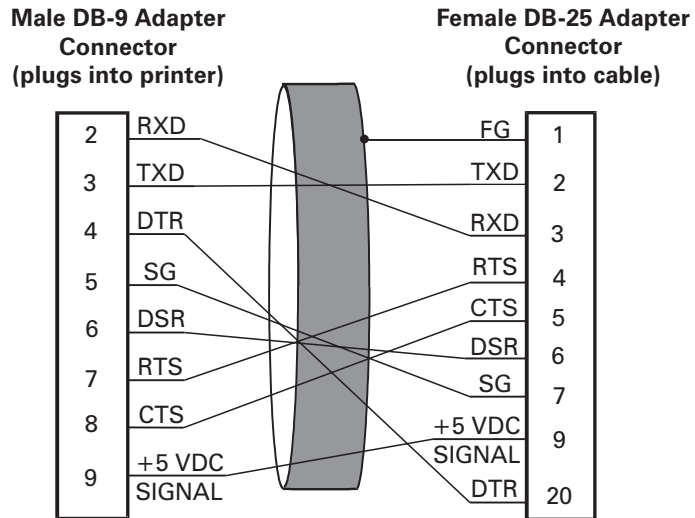 Male DB-9 Adapter
Connector
(plugs into printer)
Female DB-25 Adapter
Connector
(plugs into cable)
2 RXD
3 TXD
4 DTR
5 SG
6 DSR
7 RTS
8 CTS
9 +5 VDC
SIGNAL
FG 1
TXD 2
RXD 3
RTS 4
CTS 5
DSR 6
SG 7
+5 VDC 9
SIGNAL
DTR 20